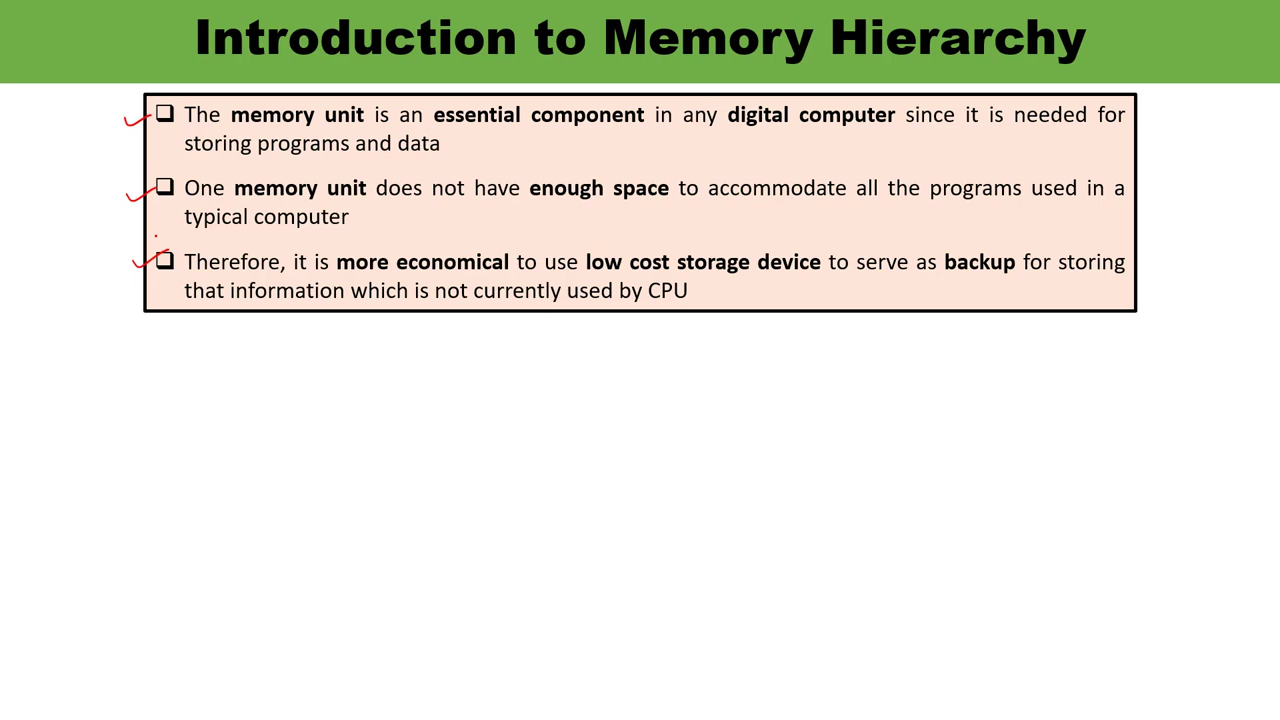 Introduction to Memory Hierarchy
The memory unit is an essential component in any digital computer since it is needed for
storing programs and data
One memory unit does not have enough space to accommodate all the programs used in a
typical computer
Therefore, it is more economical to use low cost storage device to serve as backup for storing
that information which is not currently used by CPU